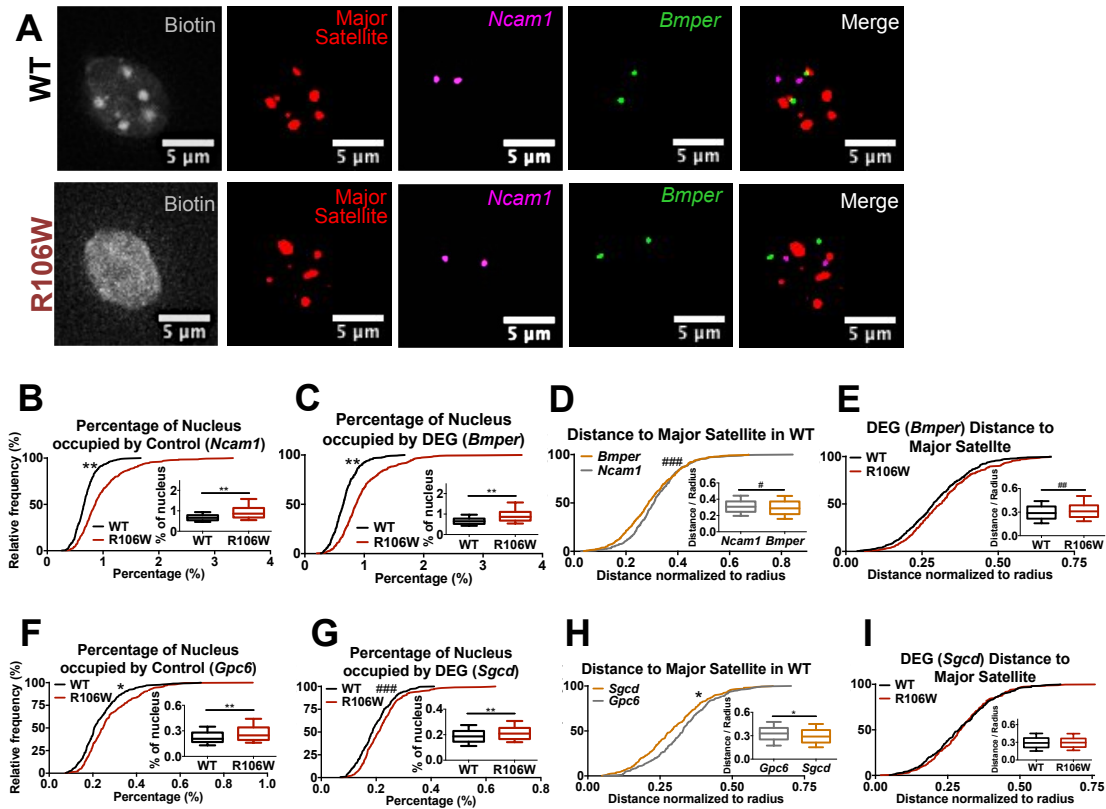 A
WT
Biotin
5 µm
Major
Satellite
5 µm
Ncam1
5 µm
Bmper
5 µm
Merge
5 µm
R106W
Biotin
5 µm
Major
Satellite
5 µm
Ncam1
5 µm
Bmper
5 µm
Merge
5 µm
B
Percentage of Nucleus
occupied by Control (Ncam1)
Relative frequency (%)
100
50
0
0
1
2
3
4
Percentage (%)
**
WT
R106W
% of nucleus
2
1
0
**
WT
R106W
C
Percentage of Nucleus
occupied by DEG (Bmper)
100
50
0
0
1
2
3
4
Percentage (%)
**
WT
R106W
% of nucleus
2
1
0
**
WT
R106W
D
Distance to Major Satellite in WT
Bmper
Ncam1
###
100
50
0
0.0
0.2
0.4
0.6
0.8
Distance normalized to radius
Distance / Radius
0.6
0.4
0.2
0.0
#
Ncam1
Bmper
E
DEG (Bmper) Distance to
Major Satellte
WT
R106W
100
50
0
0.00
0.25
0.50
0.75
Distance normalized to radius
Distance / Radius
0.6
0.3
0.0
##
WT
R106W
F
Percentage of Nucleus
occupied by Control (Gpc6)
Relative frequency (%)
WT
R106W
*
100
75
50
25
0
0.2
0.4
0.6
0.8
1.0
Percentage (%)
% of nucleus
0.6
0.4
0.2
0.0
**
WT
R106W
G
Percentage of Nucleus
occupied by DEG (Sgcd)
WT
R106W
###
100
75
50
25
0
0.0
0.2
0.4
0.6
0.8
Percentage (%)
% of nucleus
0.4
0.2
0.0
**
WT
R106W
H
Distance to Major Satellite in WT
Sgcd
Gpc6
*
100
50
0
0.0
0.2
0.4
0.6
0.8
Distance normalized to radius
Distance / Radius
0.6
0.3
0.0
*
Gpc6
Sgcd
I
DEG (Sgcd) Distance to
Major Satellite
WT
R106W
100
50
0
0.00
0.25
0.50
0.75
Distance normalized to radius
Distance / Radius
0.6
0.3
0.0
WT
R106W